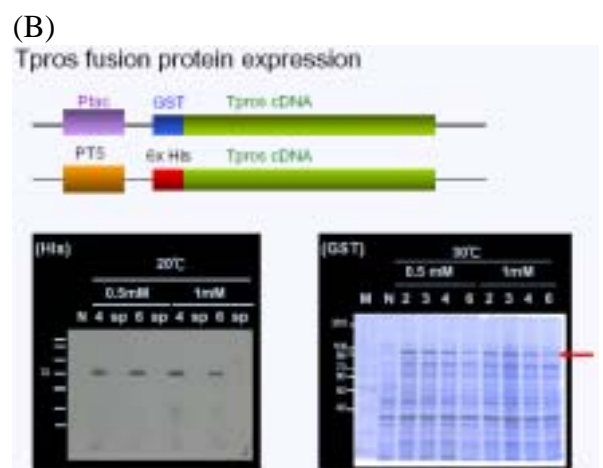 (B)
Tpros fusion protein expression
Ptac GST Tpros cDNA
PT5 6x His Tpros cDNA
(His)
20℃
0.5mM 1mM
N 4 sp 6 sp 4 sp 6 sp
(GST)
30℃
0.5 mM 1mM
M N 2 3 4 6 2 3 4 6